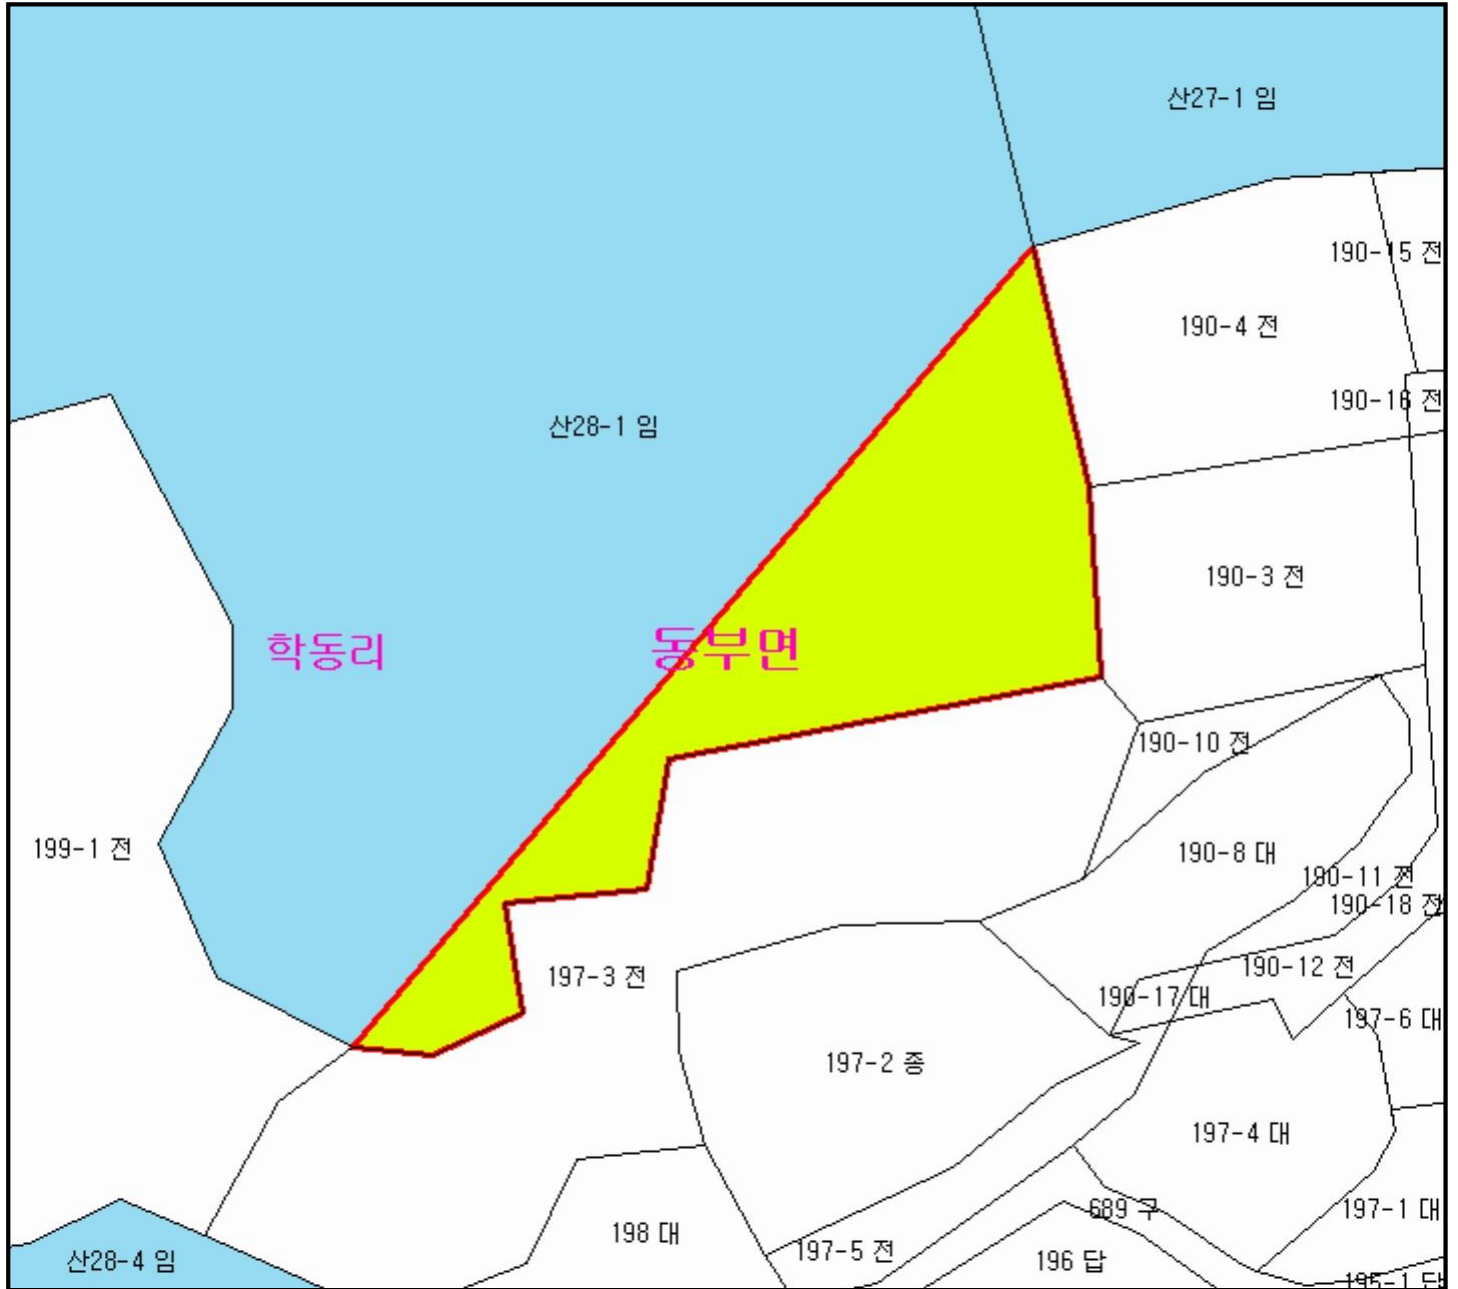 산27-1 임
190-15 전
190-4 전
190-16 전
산28-1 임
190-3 전
학동리
동부면
190-10 전
199-1 전
190-8 대
190-11 전
190-18 전
197-3 전
190-12 전
190-17 대
197-6 대
197-2 종
197-4 대
689 구
197-1 대
198 대
197-5 전
196 답
산28-4 임
195-1 답